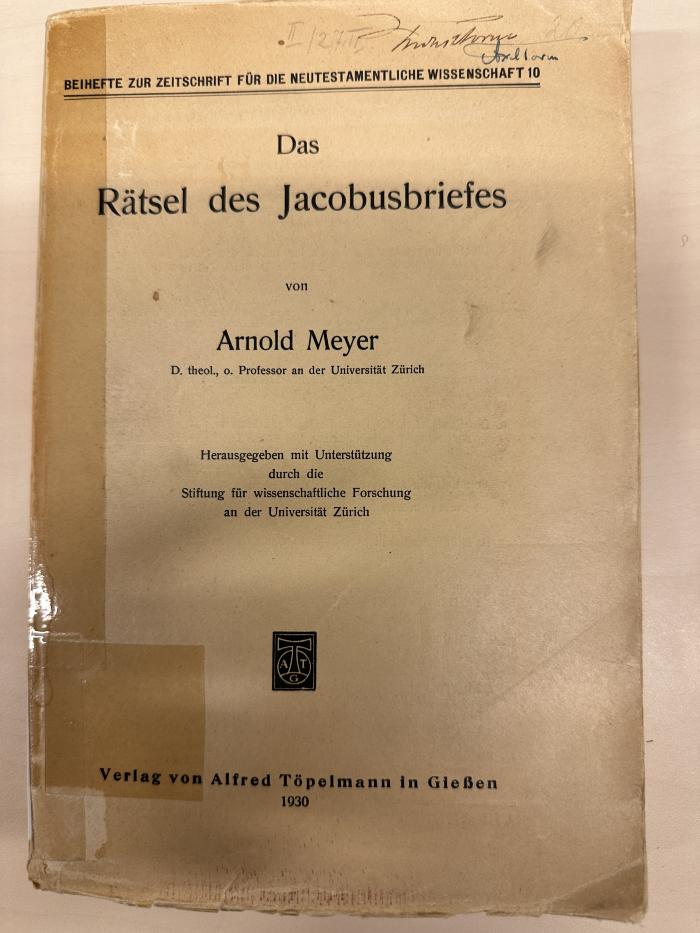 BEIHEFTE ZUR ZEITSCHRIFT FÜR DIE NEUTESTAMENTLICHE WISSENSCHAFT 10
Das
Rätsel des Jacobusbriefes
von
Arnold Meyer
D. theol., o. Professor an der Universität Zürich
Herausgegeben mit Unterstützung
durch die
Stiftung für wissenschaftliche Forschung
an der Universität Zürich
A T
G
Verlag von Alfred Töpelmann in Gießen
1930